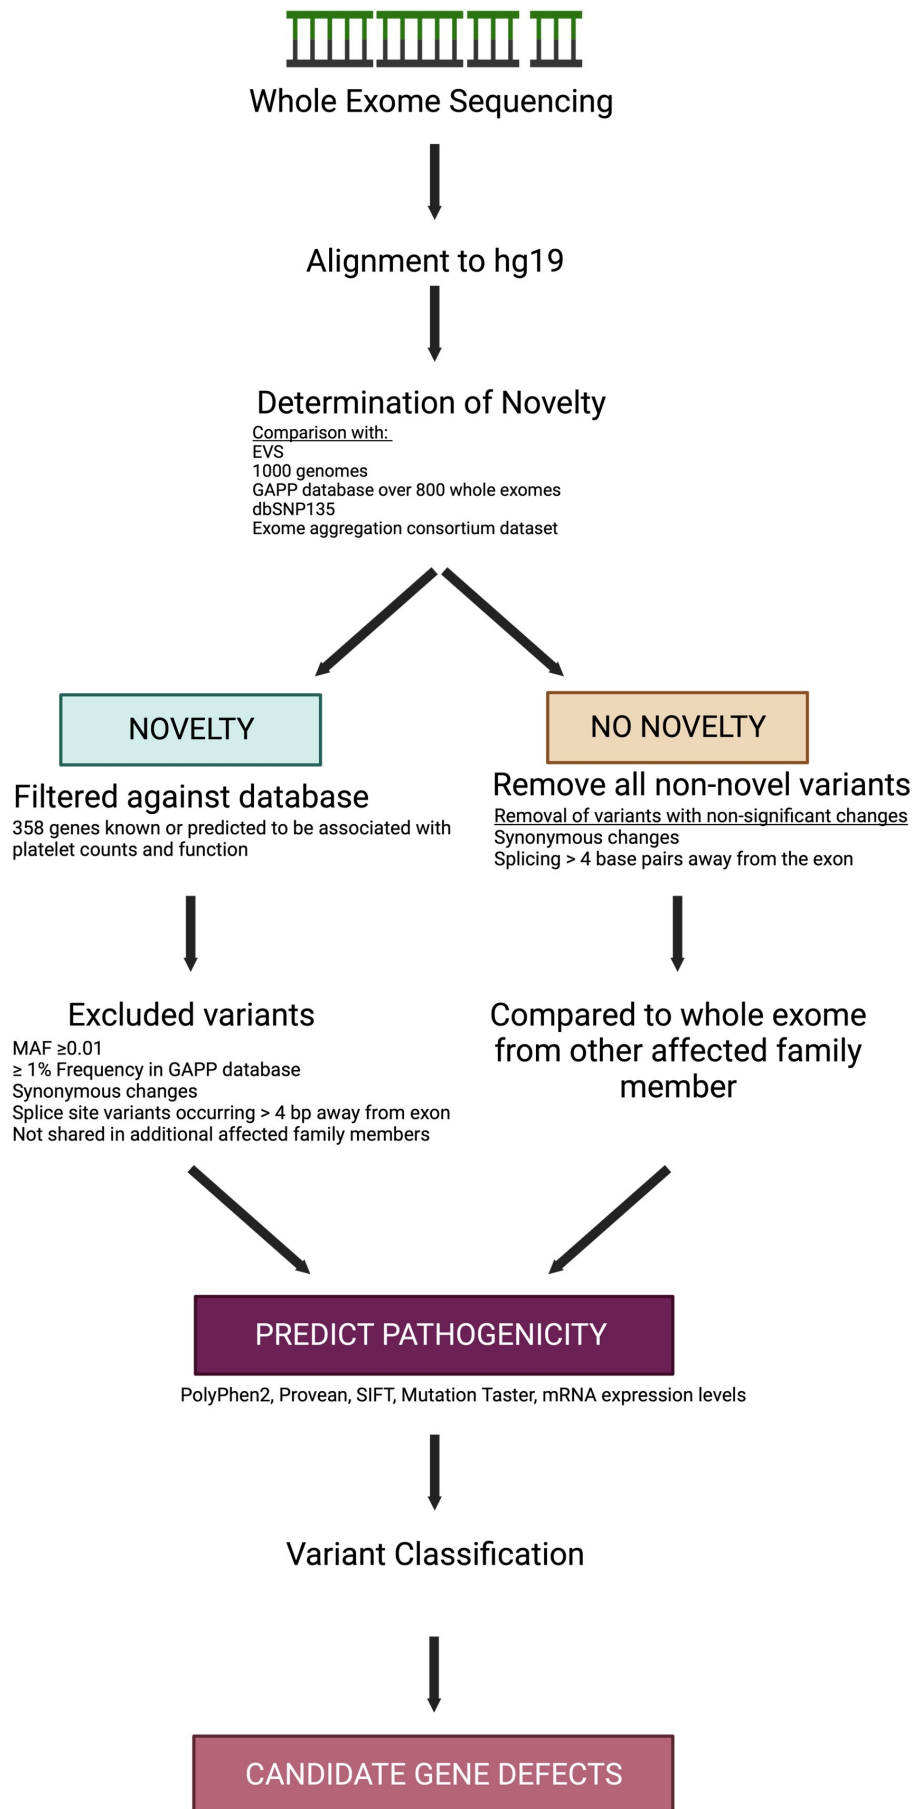 Whole Exome Sequencing
Alignment to hg19
Determination of Novelty
Comparison with:
EVS
1000 genomes
GAPP database over 800 whole exomes
dbSNP135
Exome aggregation consortium dataset
NOVELTY
Filtered against database
358 genes known or predicted to be associated with
platelet counts and function
Excluded variants
MAF ≥0.01
≥ 1% Frequency in GAPP database
Synonymous changes
Splice site variants occurring > 4 bp away from exon
Not shared in additional affected family members
NO NOVELTY
Remove all non-novel variants
Removal of variants with non-significant changes
Synonymous changes
Splicing > 4 base pairs away from the exon
Compared to whole exome
from other affected family
member
PREDICT PATHOGENICITY
PolyPhen2, Provean, SIFT, Mutation Taster, mRNA expression levels
Variant Classification
CANDIDATE GENE DEFECTS